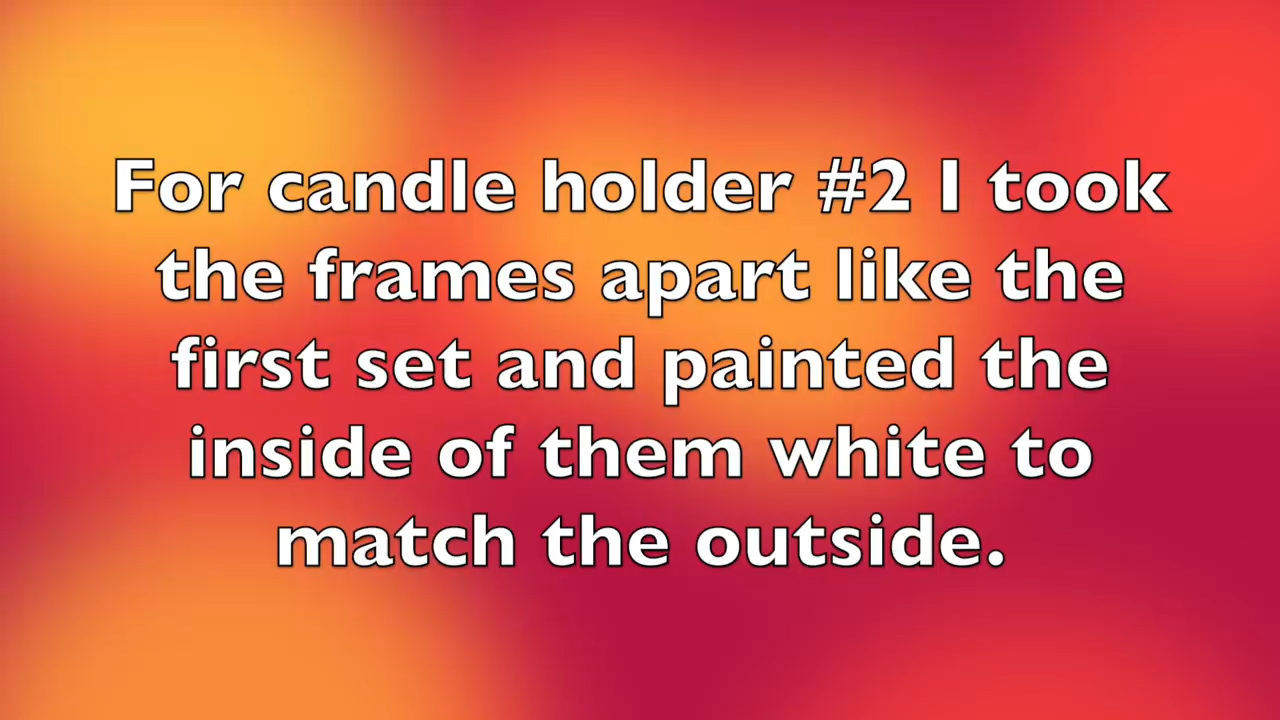 For candle holder #2 I took
the frames apart like the
first set and painted the
inside of them white to
match the outside.